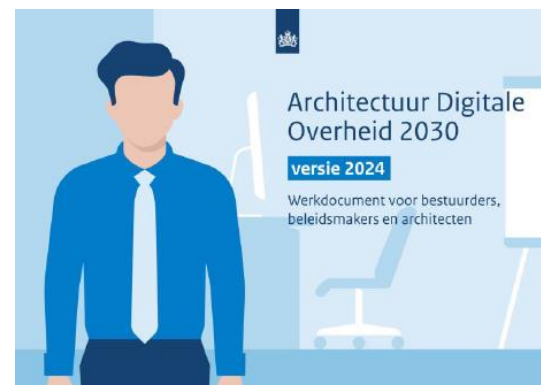 Architectuur Digitale
Overheid 2030
versie 2024
Werkdocument voor bestuurders,
beleidsmakers en architecten